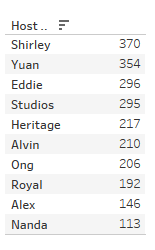 Host ..
Shirley 370
Yuan 354
Eddie 296
Studios 295
Heritage 217
Alvin 210
Ong 206
Royal 192
Alex 146
Nanda 113